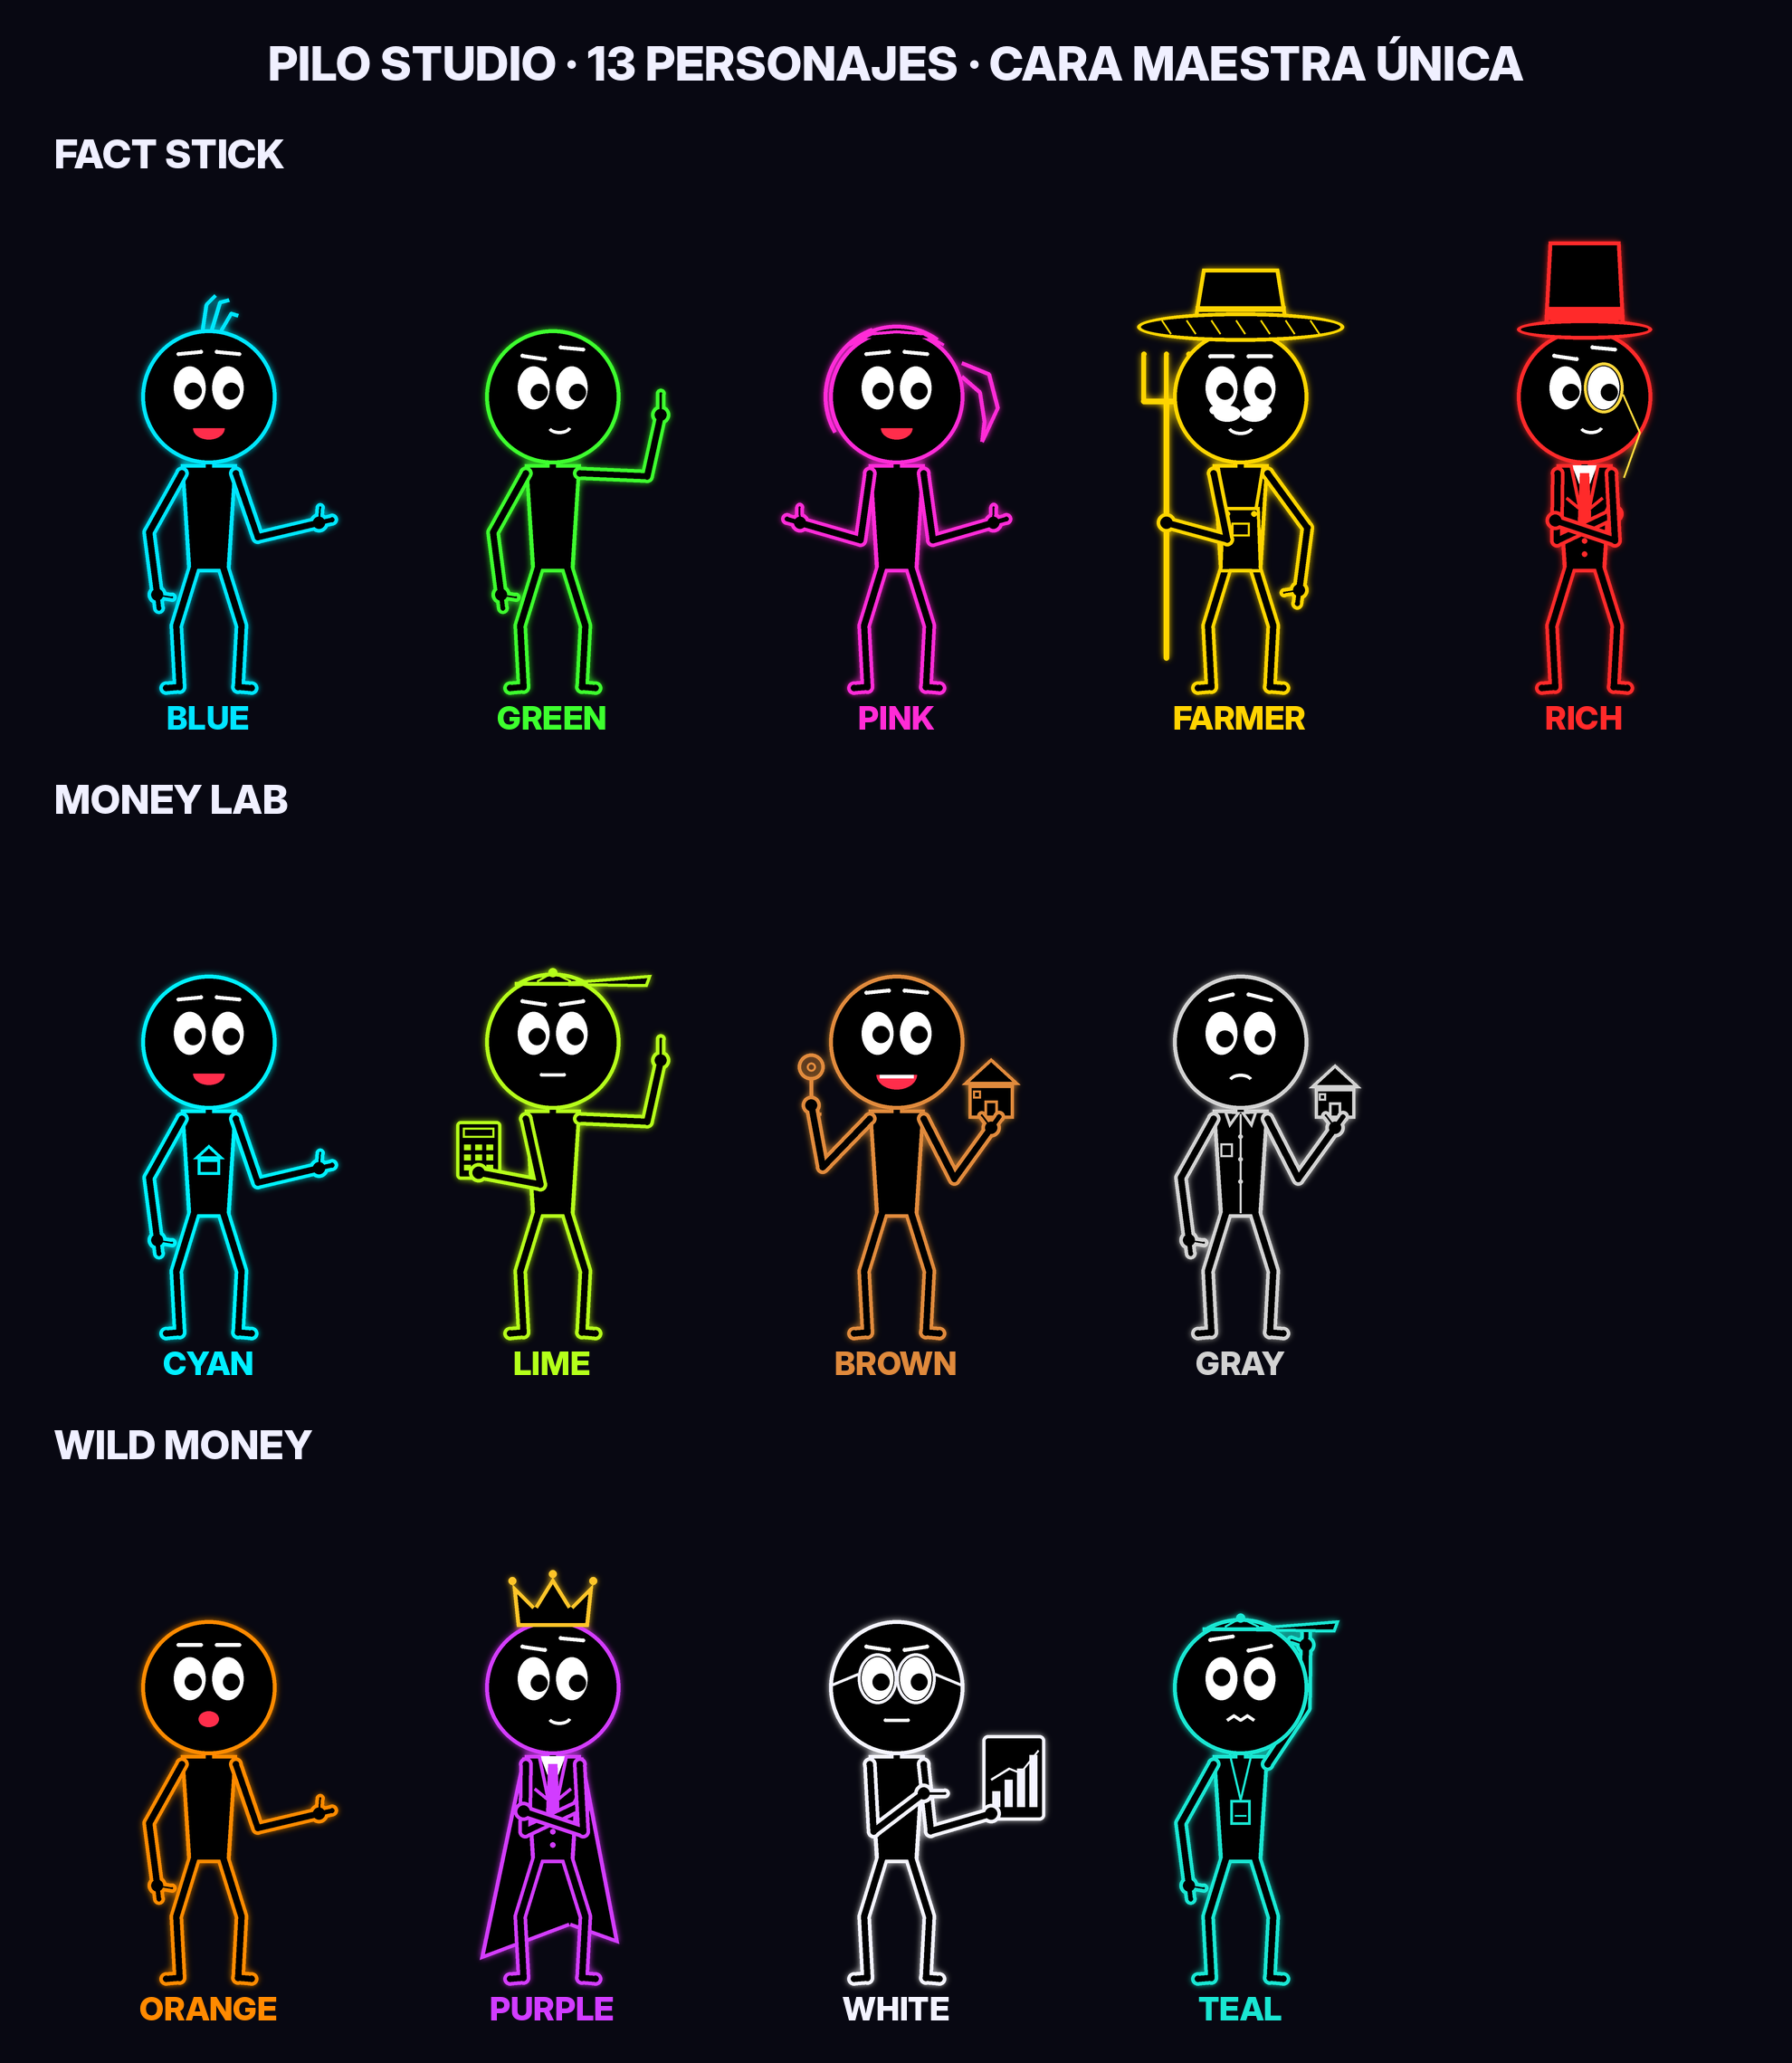 PILO STUDIO · 13 PERSONAJES · CARA MAESTRA ÚNICA
FACT STICK
BLUE
GREEN
PINK
FARMER
RICH
MONEY LAB
CYAN
LIME
BROWN
GRAY
WILD MONEY
ORANGE
PURPLE
WHITE
TEAL